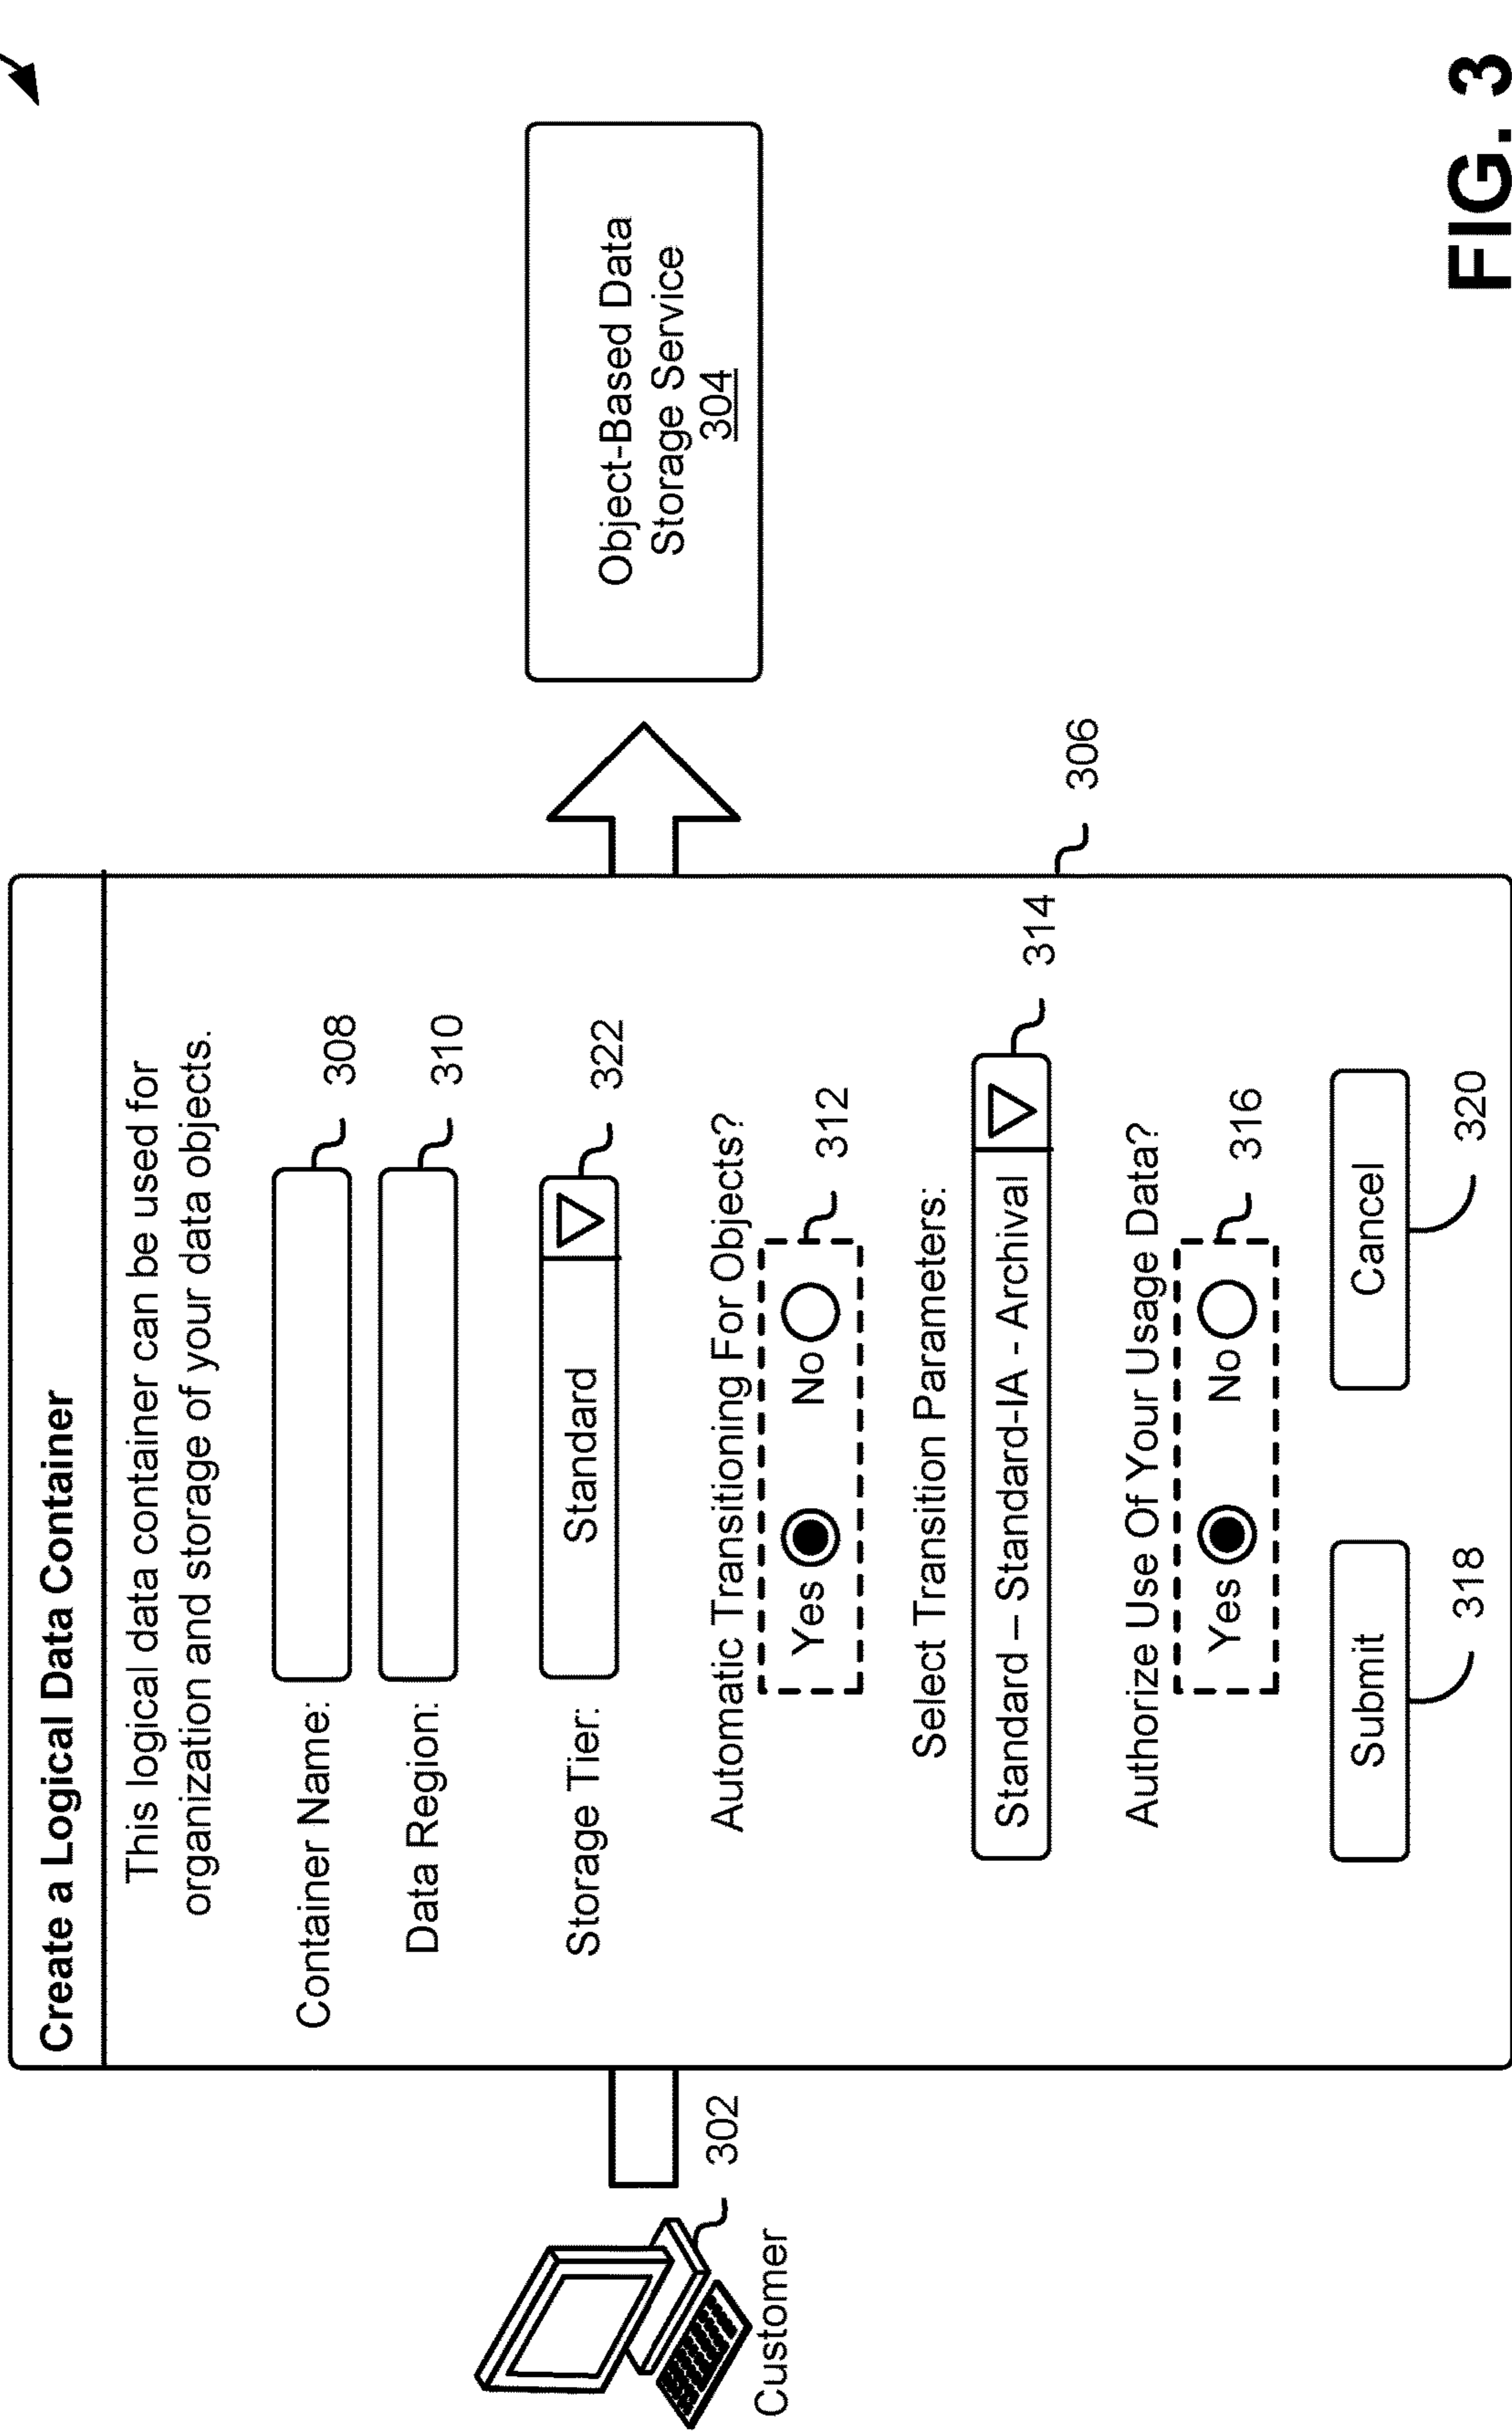 Create a Logical Data Container
This logical data container can be used for
organization and storage of your data objects.
Container Name:
308
Data Region:
310
Storage Tier:
Standard
322
Automatic Transitioning For Objects?
Yes
No
312
Select Transition Parameters:
Standard – Standard-IA - Archival
314
Authorize Use Of Your Usage Data?
Yes
No
316
Submit
Cancel
318
320
306
302
Customer
Object-Based Data
Storage Service
304
FIG. 3